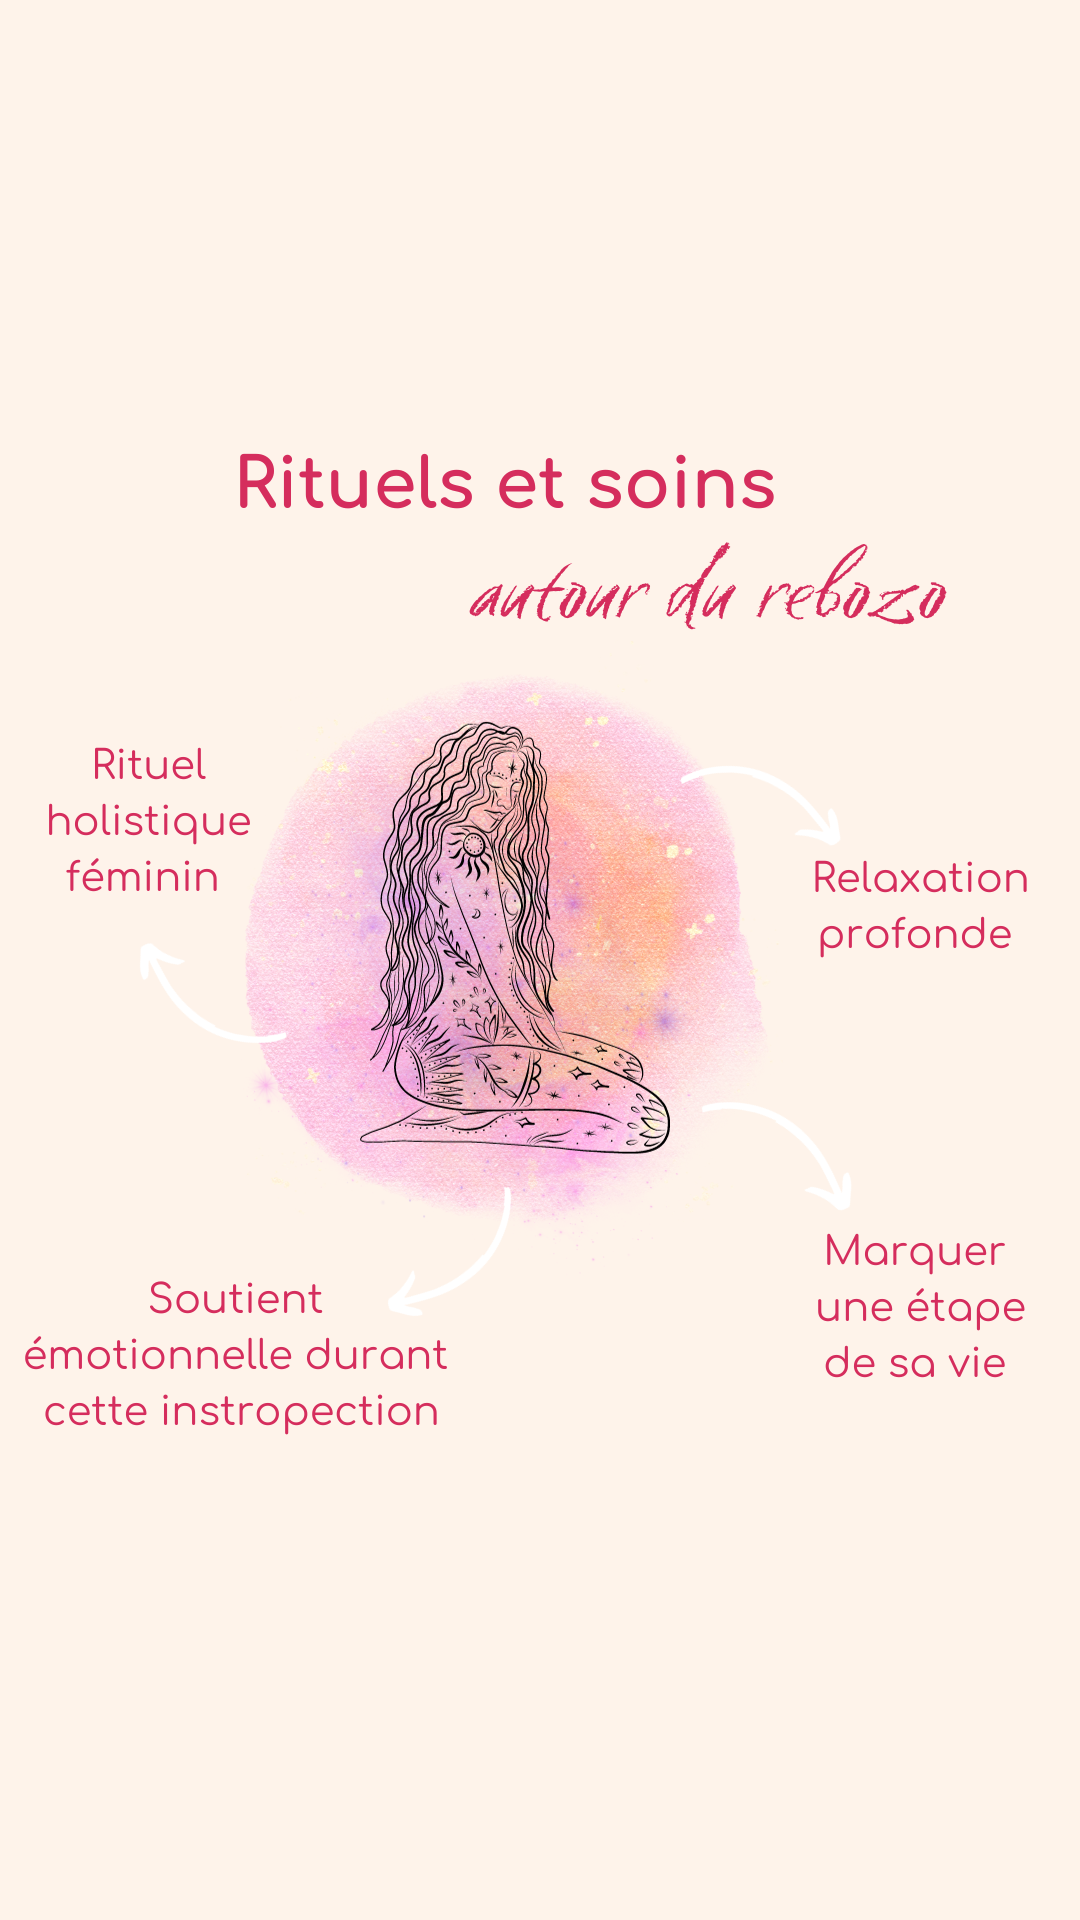 Rituels et soins
autour du rebozo
Rituel
holistique
féminin
Relaxation
profonde
Soutient
émotionnelle durant
cette instropection
Marquer
une étape
de sa vie